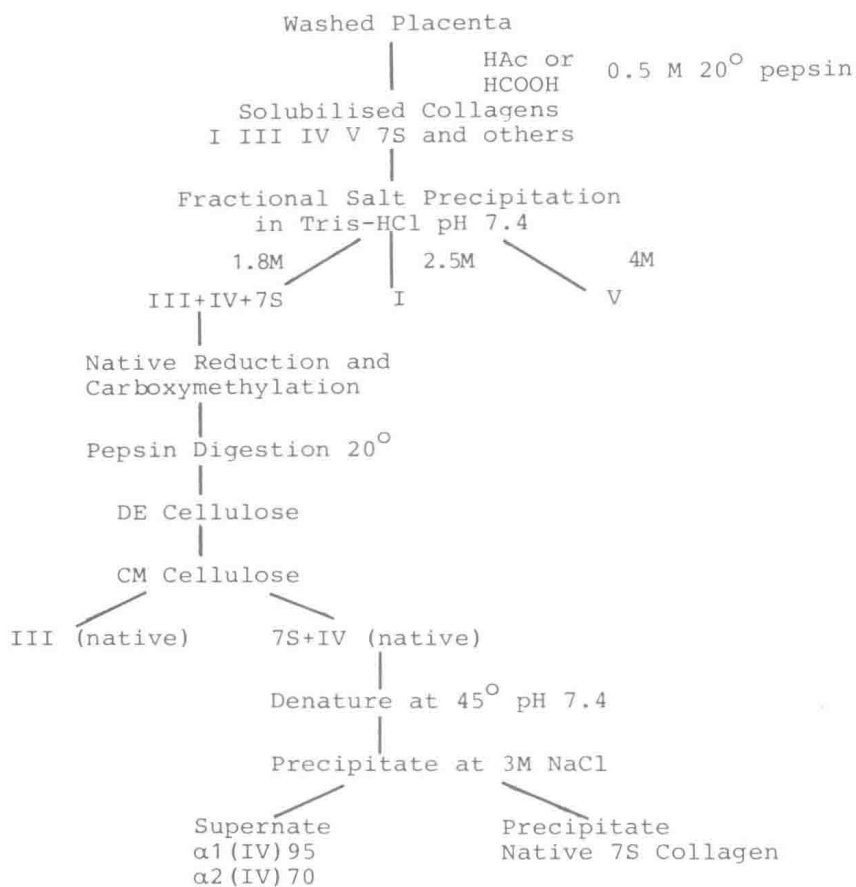 Washed Placenta
HAc or
HCOOH
0.5 M 20° pepsin
Solubilised Collagens
I III IV V 7S and others
Fractional Salt Precipitation
in Tris-HCl pH 7.4
1.8M 2.5M 4M
III+IV+7S I V
Native Reduction and
Carboxymethylation
Pepsin Digestion 20°
DE Cellulose
CM Cellulose
III (native) 7S+IV (native)
Denature at 45° pH 7.4
Precipitate at 3M NaCl
Supernate
α1(IV)95
α2(IV)70
Precipitate
Native 7S Collagen